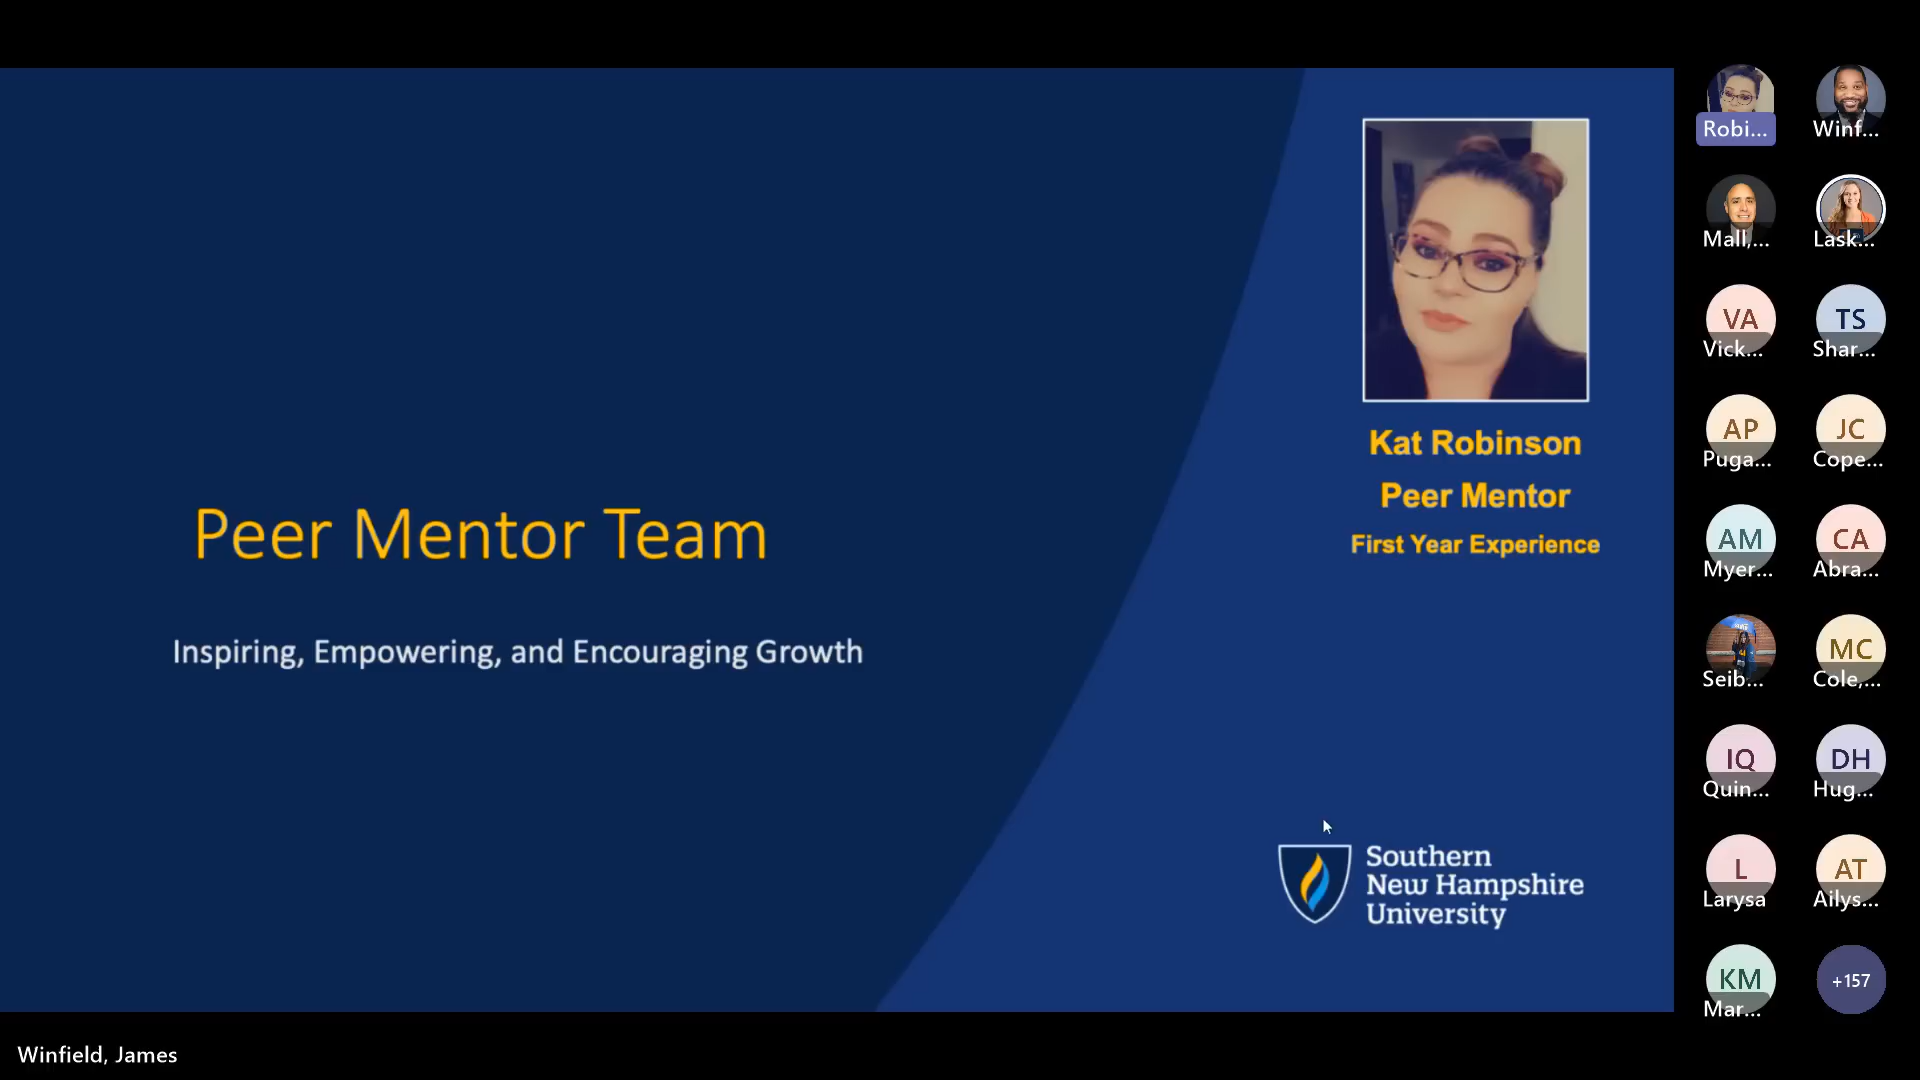 Peer Mentor Team
Inspiring, Empowering, and Encouraging Growth
Kat Robinson
Peer Mentor
First Year Experience
Southern
New Hampshire
University
Robi...
Winf...
Mall,...
Lask...
VA
Vick...
TS
Shar...
AP
Puga...
JC
Cope...
AM
Myer...
CA
Abra...
Seib...
MC
Cole,...
IQ
Quin...
DH
Hug...
L
Larysa
AT
Ailys...
KM
Mar...
+157
Winfield, James